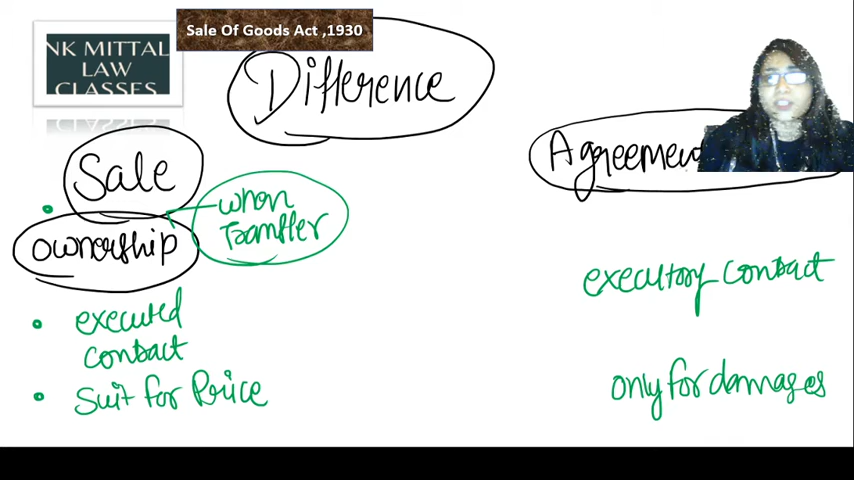 NK MITTAL
LAW
CLASSES
Sale Of Goods Act ,1930
Difference
Sale
Agreement
ownership
when
Transfer
executed
contract
executory contract
Suit for Price
only for damages